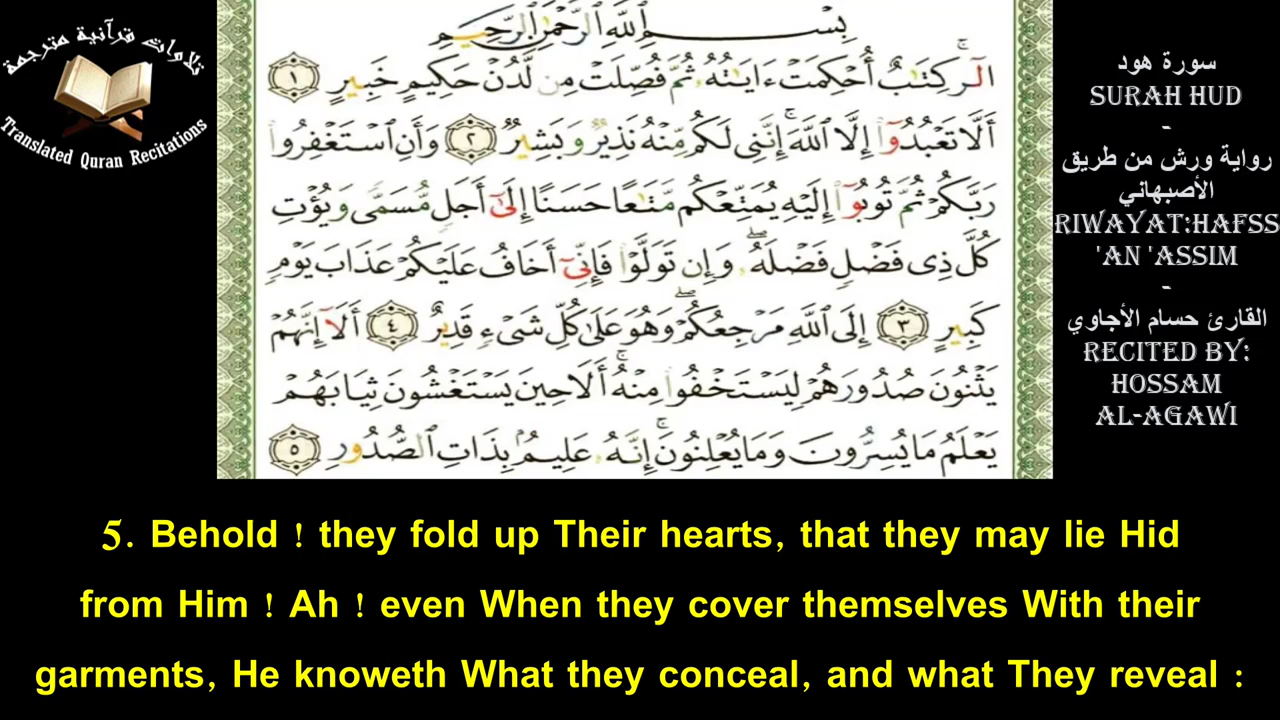 تلاوات قرآنية مترجمة
Translated Quran Recitations
بِسْمِ ٱللَّهِ ٱلرَّحْمَٰنِ ٱلرَّحِيمِ
الٓر كِتَٰبٌ أُحْكِمَتْ ءَايَٰتُهُۥ ثُمَّ فُصِّلَتْ مِن لَّدُنْ حَكِيمٍ خَبِيرٍ ١
أَلَّا تَعْبُدُوٓا۟ إِلَّا ٱللَّهَ إِنَّنِى لَكُم مِّنْهُ نَذِيرٌ وَبَشِيرٌ ٢ وَأَنِ ٱسْتَغْفِرُوا۟
رَبَّكُمْ ثُمَّ تُوبُوٓا۟ إِلَيْهِ يُمَتِّعْكُم مَّتَٰعًا حَسَنًا إِلَىٰٓ أَجَلٍ مُّسَمًّى وَيُؤْتِ
كُلَّ ذِى فَضْلٍ فَضْلَهُۥ وَإِن تَوَلَّوْا۟ فَإِنِّىٓ أَخَافُ عَلَيْكُمْ عَذَابَ يَوْمٍ
كَبِيرٍ ٣ إِلَى ٱللَّهِ مَرْجِعُكُمْ وَهُوَ عَلَىٰ كُلِّ شَىْءٍ قَدِيرٌ ٤ أَلَآ إِنَّهُمْ
يَثْنُونَ صُدُورَهُمْ لِيَسْتَخْفُوا۟ مِنْهُ أَلَا حِينَ يَسْتَغْشُونَ ثِيَابَهُمْ
يَعْلَمُ مَا يُسِرُّونَ وَمَا يُعْلِنُونَ إِنَّهُۥ عَلِيمٌۢ بِذَاتِ ٱلصُّدُورِ ٥
سورة هود
SURAH HUD
-
رواية ورش من طريق
الأصبهاني
RIWAYAT:HAFSS
'AN 'ASSIM
-
القارئ حسام الأجاوي
RECITED BY:
HOSSAM
AL-AGAWI
5. Behold ! they fold up Their hearts, that they may lie Hid
from Him ! Ah ! even When they cover themselves With their
garments, He knoweth What they conceal, and what They reveal :